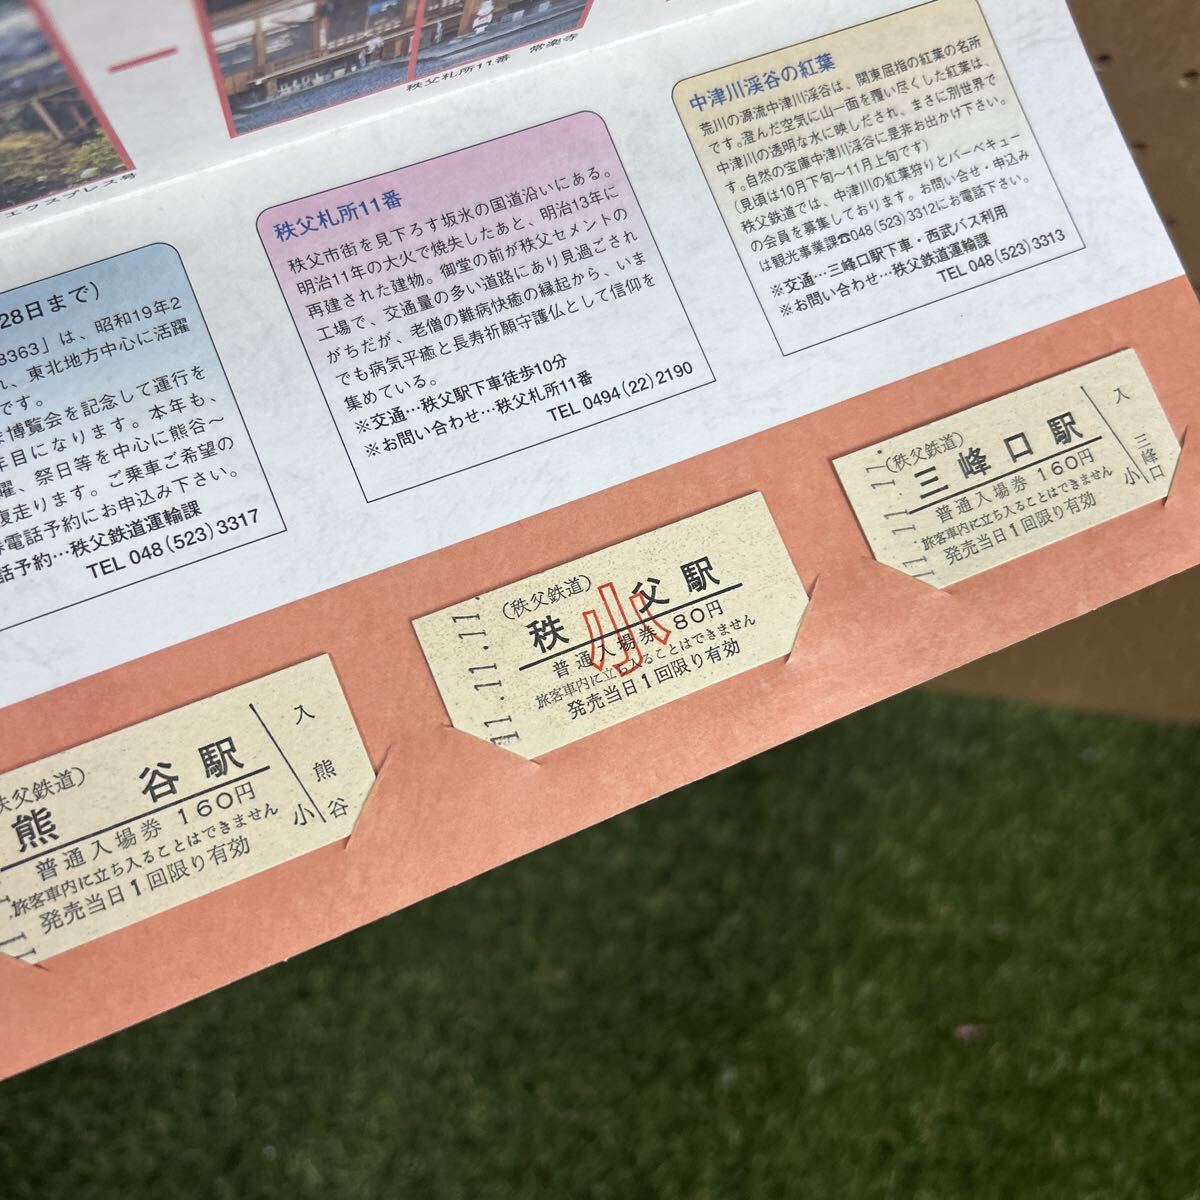 エクスプレス号
秩父札所11番　常楽寺
28日まで)
8363」は、昭和19年2
れ、東北地方中心に活躍
です。
博覧会を記念して運行を
年目になります。本年も、
曜、祭日等を中心に熊谷～
復走ります。ご乗車ご希望の
電話予約にお申込み下さい。
話予約…秩父鉄道運輸課
TEL 048(523)3317
秩父札所11番
秩父市街を見下ろす坂氷の国道沿いにある。
明治11年の大火で焼失したあと、明治13年に
再建された建物。御堂の前が秩父セメントの
工場で、交通量の多い道路にあり見過ごされ
がちだが、老僧の難病快癒の縁起から、いま
でも病気平癒と長寿祈願守護仏として信仰を
集めている。
※交通…秩父駅下車徒歩10分
※お問い合わせ…秩父札所11番
TEL 0494(22)2190
中津川渓谷の紅葉
荒川の源流中津川渓谷は、関東屈指の紅葉の名所
です。澄んだ空気に山一面を覆い尽くした紅葉は、
中津川の透明な水に映しだされ、まさに別世界で
す。自然の宝庫中津川渓谷に是非お出かけ下さい。
(見頃は10月下旬～11月上旬です)
秩父鉄道では、中津川の紅葉狩りとバーベキュー
の会員を募集しております。お問い合せ・申込み
は観光事業課☎048(523)3312にお電話下さい。
※交通…三峰口駅下車・西武バス利用
※お問い合わせ…秩父鉄道運輸課
TEL 048(523)3313
秩父鉄道)
熊谷駅
普通入場券 160円
旅客車内に立ち入ることはできません
発売当日1回限り有効
入
熊谷
小
11.11.11.
(秩父鉄道)
秩父駅
小
普通入場券 80円
旅客車内に立ち入ることはできません
発売当日1回限り有効
11.11.11.
(秩父鉄道)
三峰口駅
普通入場券 160円
旅客車内に立ち入ることはできません
発売当日1回限り有効
入
三峰口
小